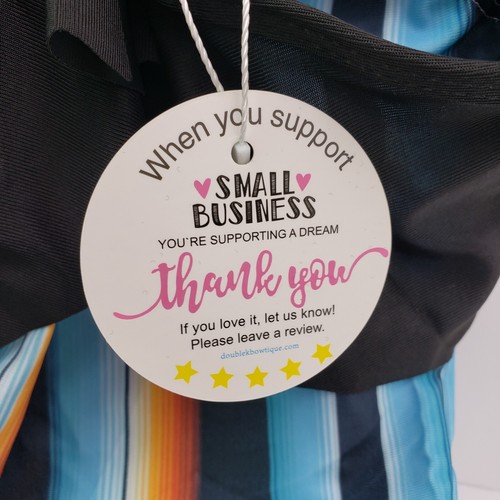 When you support
SMALL
BUSINESS
YOU`RE SUPPORTING A DREAM
thank you
If you love it, let us know!
Please leave a review.
doublekbowtique.com